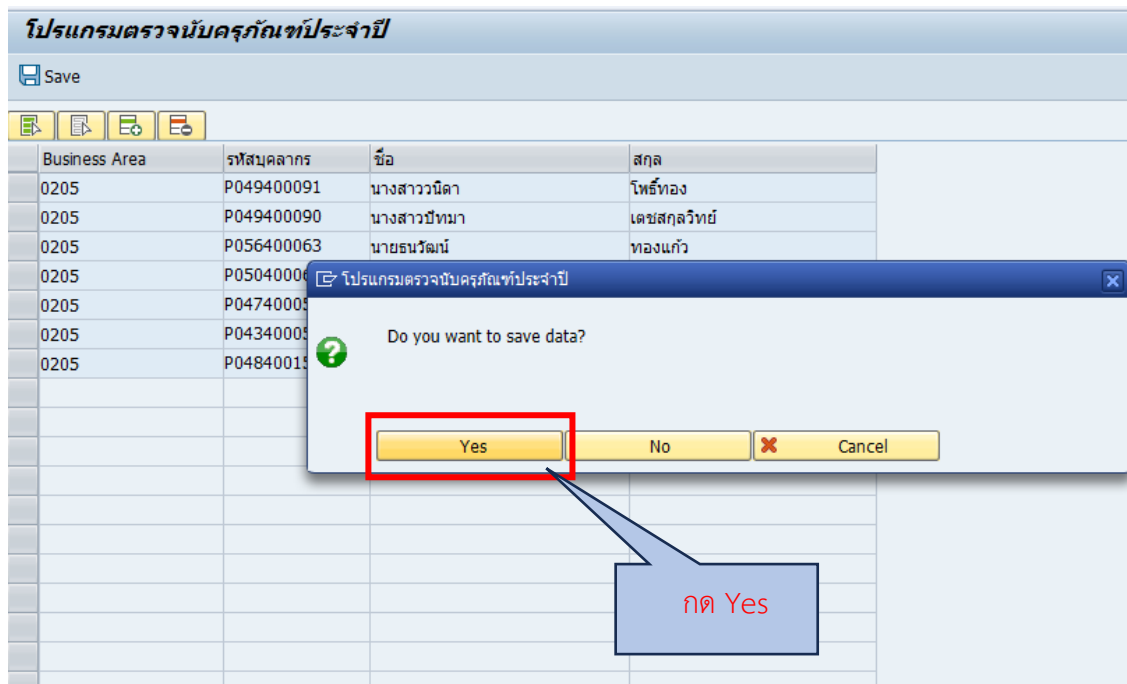 โปรแกรมตรวจนับครุภัณฑ์ประจำปี
Save
Business Area รหัสบุคลากร ชื่อ สกุล
0205 P049400091 นางสาววนิดา โพธิ์ทอง
0205 P049400090 นางสาวปัทมา เตชสกุลวิทย์
0205 P056400063 นายธนวัฒน์ ทองแก้ว
0205
0205
0205
0205
โปรแกรมตรวจนับครุภัณฑ์ประจำปี
Do you want to save data?
Yes No Cancel
กด Yes